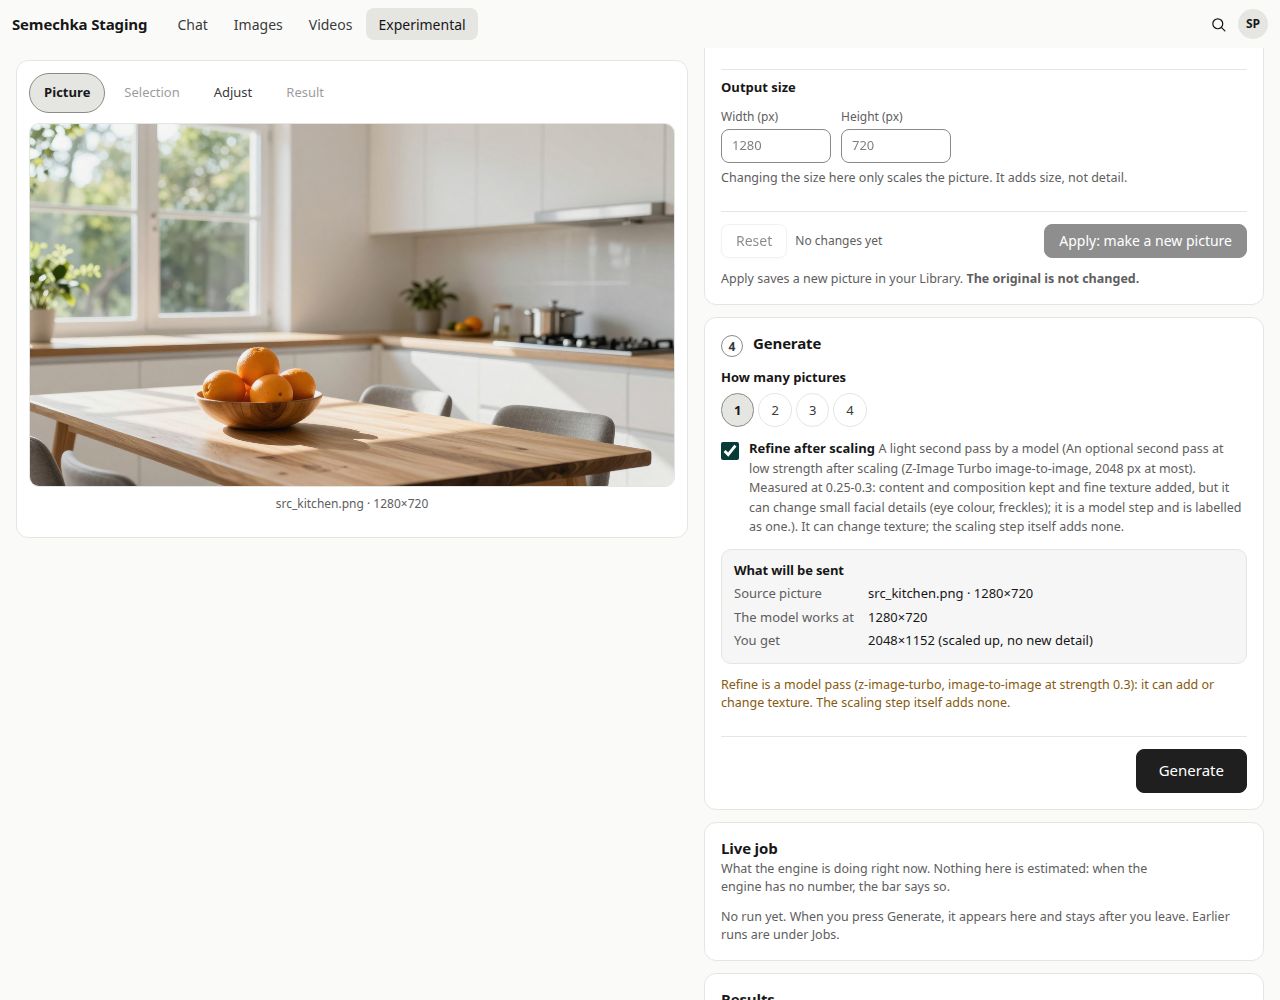 Semechka Staging
Chat
Images
Videos
Experimental
SP
Picture
Selection
Adjust
Result
src_kitchen.png · 1280×720
Output size
Width (px)
Height (px)
1280
720
Changing the size here only scales the picture. It adds size, not detail.
Reset
No changes yet
Apply: make a new picture
Apply saves a new picture in your Library. The original is not changed.
4
Generate
How many pictures
1
2
3
4
Refine after scaling A light second pass by a model (An optional second pass at
low strength after scaling (Z-Image Turbo image-to-image, 2048 px at most).
Measured at 0.25-0.3: content and composition kept and fine texture added, but it
can change small facial details (eye colour, freckles); it is a model step and is labelled
as one.). It can change texture; the scaling step itself adds none.
What will be sent
Source picture
src_kitchen.png · 1280×720
The model works at
1280×720
You get
2048×1152 (scaled up, no new detail)
Refine is a model pass (z-image-turbo, image-to-image at strength 0.3): it can add or
change texture. The scaling step itself adds none.
Generate
Live job
What the engine is doing right now. Nothing here is estimated: when the
engine has no number, the bar says so.
No run yet. When you press Generate, it appears here and stays after you leave. Earlier
runs are under Jobs.
Results